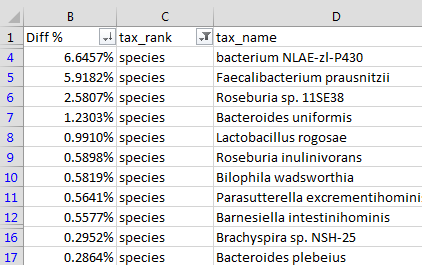 B C D
1 Diff % tax_rank tax_name
4 6.6457% species bacterium NLAE-zl-P430
5 5.9182% species Faecalibacterium prausnitzii
6 2.5807% species Roseburia sp. 11SE38
7 1.2303% species Bacteroides uniformis
8 0.9910% species Lactobacillus rogosae
9 0.5898% species Roseburia inulinivorans
10 0.5819% species Bilophila wadsworthia
11 0.5641% species Parasutterella excrementihominis
12 0.5577% species Barnesiella intestinihominis
16 0.2952% species Brachyspira sp. NSH-25
17 0.2864% species Bacteroides plebeius